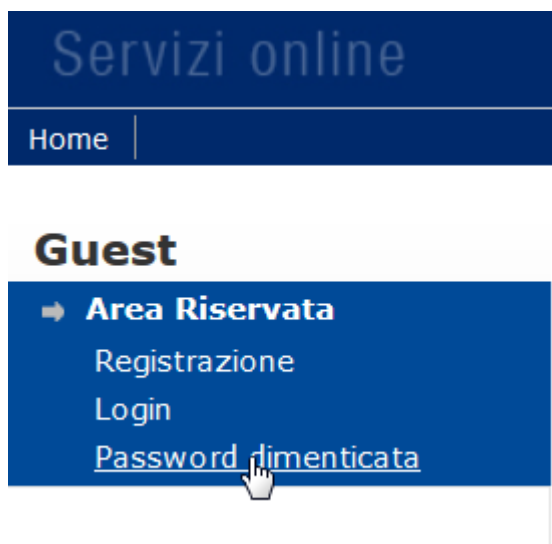 Servizi online
Home
Guest
Area Riservata
Registrazione
Login
Password dimenticata